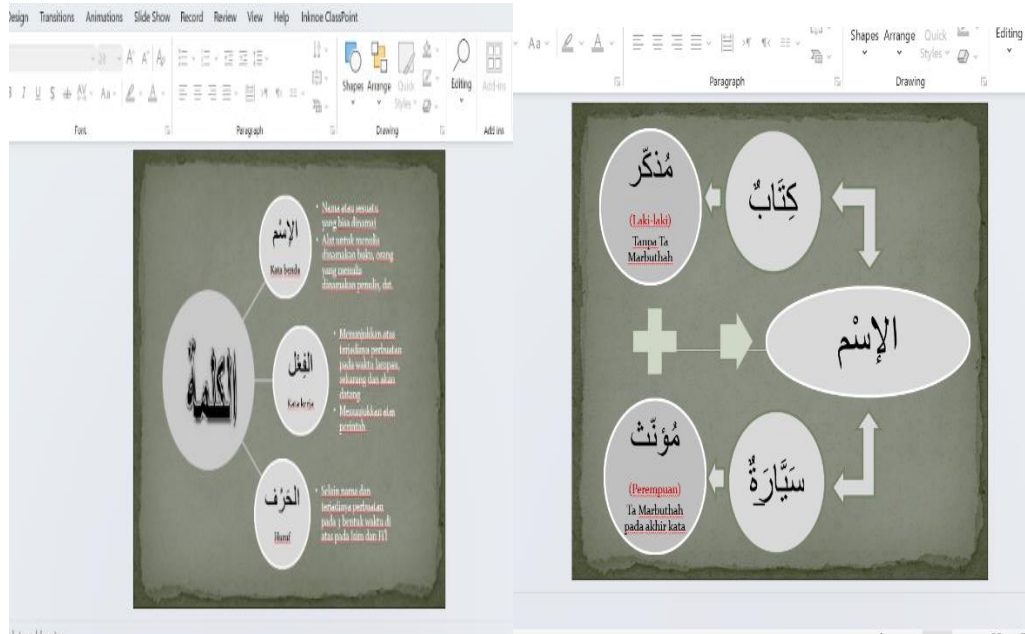 Design Transitions Animations Slide Show Record Review View Help Inknoe ClassPoint
Shapes Arrange Quick Styles Editing Add-ins
Font Paragraph Drawing Add-ins
الكلمة
الإسْم
Kata benda
• Nama atau sesuatu
yang bisa dinamai
• Alat untuk menulis
dinamakan buku, orang
yang menulis
dinamakan penulis, dst.
الفِعْل
Kata kerja
• Menunjukkan atas
terjadinya perbuatan
pada waktu lampau,
sekarang dan akan
datang
• Menunjukkan atas
perintah
الحَرْف
Huruf
• Selain nama dan
terjadinya perbuatan
pada 3 bentuk waktu di
atas pada Isim dan Fi'l
Shapes Arrange Quick Styles Editing
Paragraph Drawing
مُذكّر
(Laki-laki)
Tanpa Ta
Marbuthah
كِتَابٌ
الإسْم
مُؤنّث
(Perempuan)
Ta Marbuthah
pada akhir kata
سَيَّارَةٌ